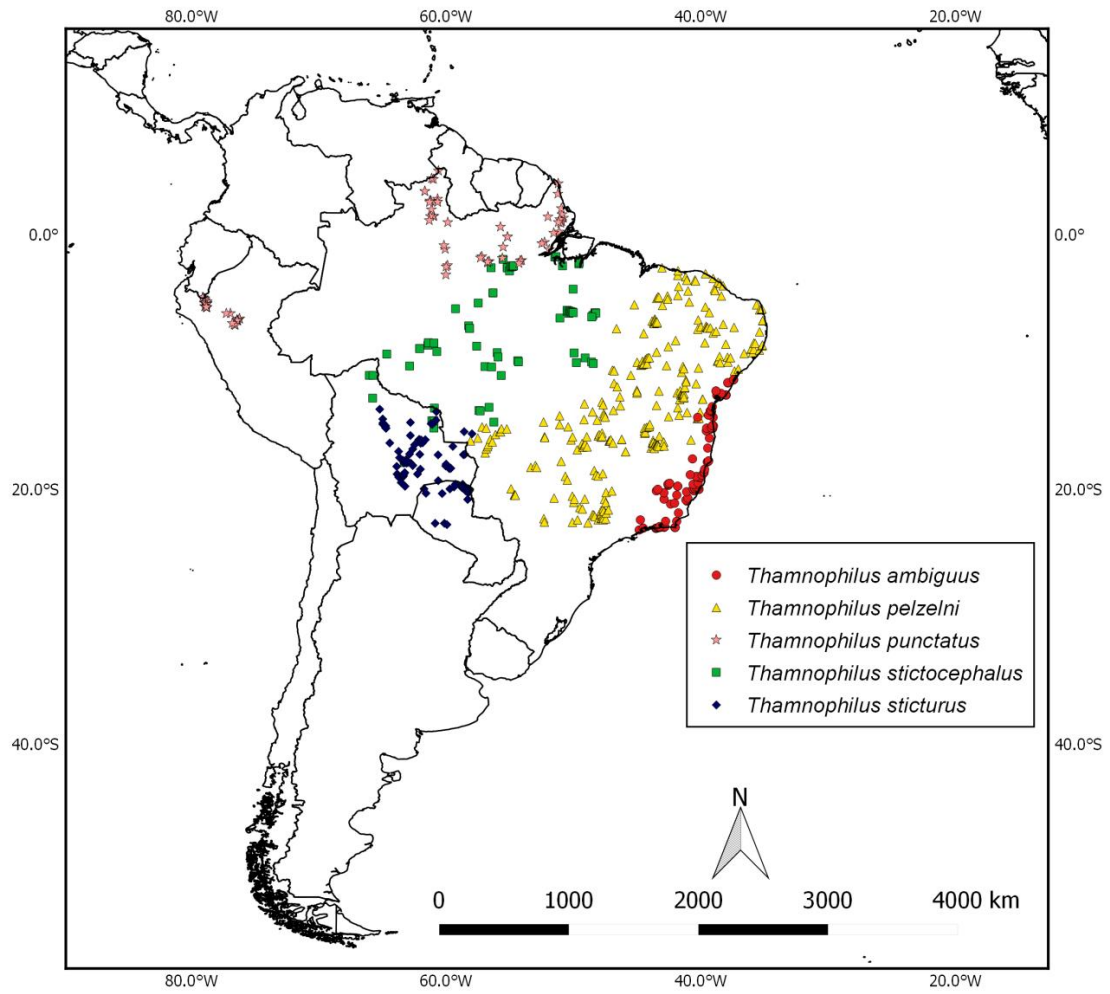 80.0°W 60.0°W 40.0°W 20.0°W
0.0° 0.0°
20.0°S 20.0°S
Thamnophilus ambiguus
Thamnophilus pelzelni
Thamnophilus punctatus
Thamnophilus stictocephalus
Thamnophilus sticturus
40.0°S 40.0°S
N
0 1000 2000 3000 4000 km
80.0°W 60.0°W 40.0°W 20.0°W